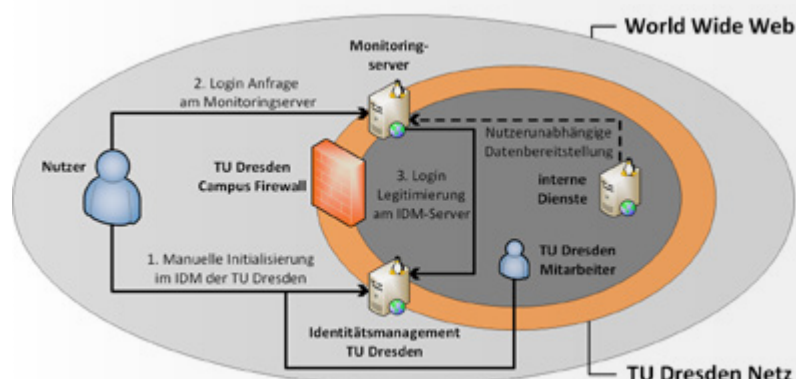 World Wide Web
Monitoring-
server
2. Login Anfrage
am Monitoringserver
Nutzer
TU Dresden
Campus Firewall
Nutzerunabhängige
Datenbereitstellung
3. Login
Legitimierung
am IDM-Server
interne
Dienste
1. Manuelle Initialisierung
im IDM der TU Dresden
TU Dresden
Mitarbeiter
Identitätsmanagement
TU Dresden
TU Dresden Netz